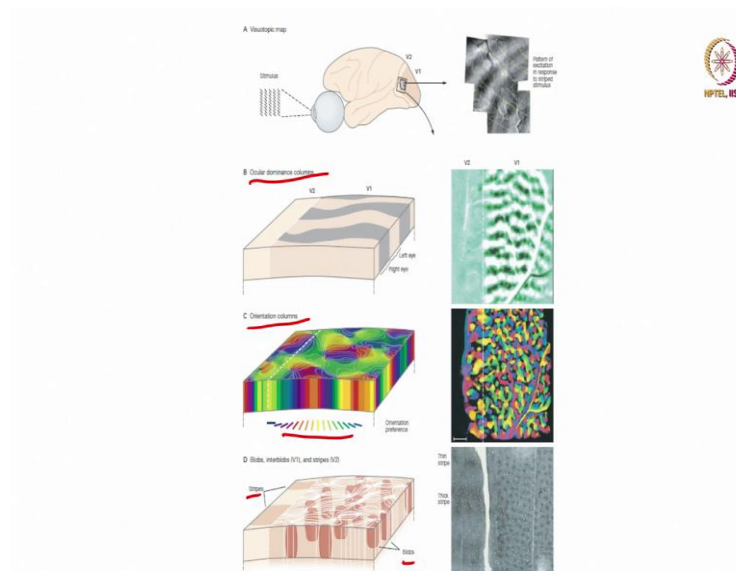 A Visuotopic map
V2
V1
Stimulus
Pattern of
excitation
in response
to striped
stimulus
NPTEL, IIS
B Ocular dominance columns
V2
V1
Left eye
Right eye
V2
V1
C Orientation columns
Orientation
preference
D Blobs, interblobs (V1), and stripes (V2)
Stripes
Blobs
Thin
stripe
Thick
stripe